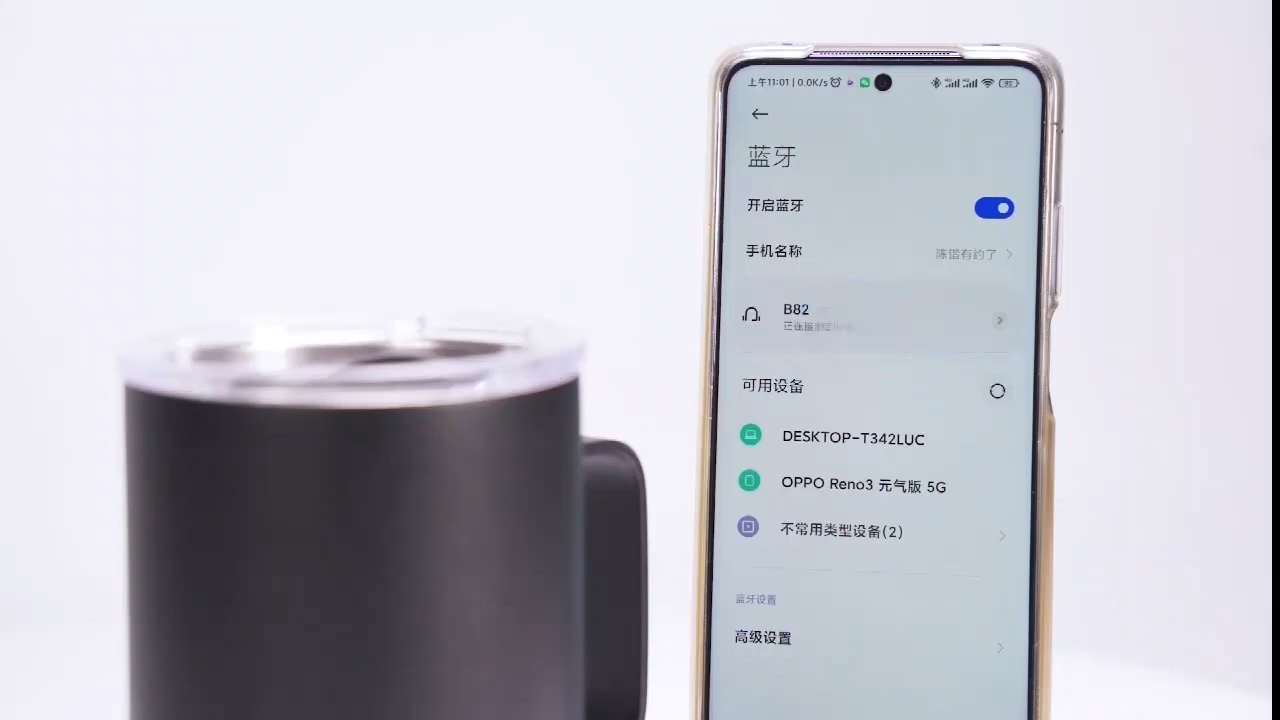 上午11:01 | 0.0K/s
蓝牙
开启蓝牙
手机名称
陈锴有约了
B82
可用设备
DESKTOP-T342LUC
OPPO Reno3 元气版 5G
不常用类型设备(2)
蓝牙设置
高级设置